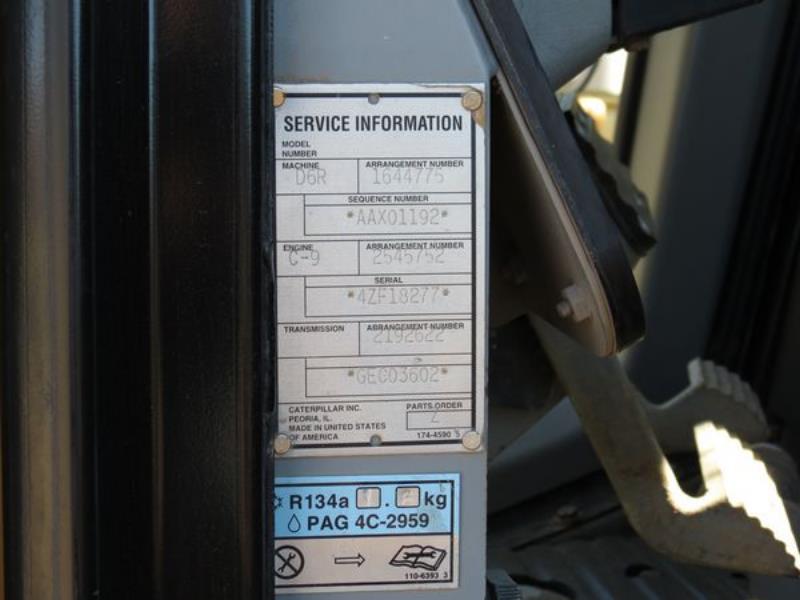 SERVICE INFORMATION
MODEL
NUMBER
MACHINE ARRANGEMENT NUMBER
D6R 1644775
SEQUENCE NUMBER
*AAX01192*
ENGINE ARRANGEMENT NUMBER
C-9 2545752
SERIAL
*4ZF18277*
TRANSMISSION ARRANGEMENT NUMBER
2192622
*GEC03602*
CATERPILLAR INC. PARTS ORDER
PEORIA, IL.
MADE IN UNITED STATES
OF AMERICA 174-4590 5
R134a . kg
PAG 4C-2959
110-6393 3